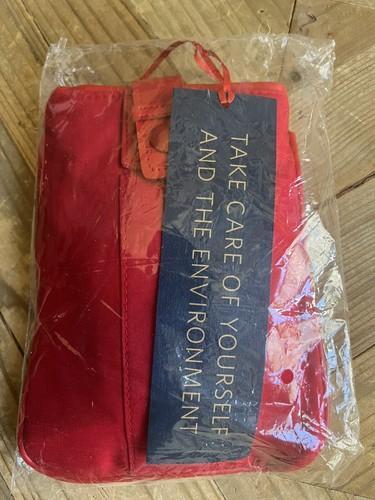 TAKE CARE OF YOURSELF
AND THE ENVIRONMENT